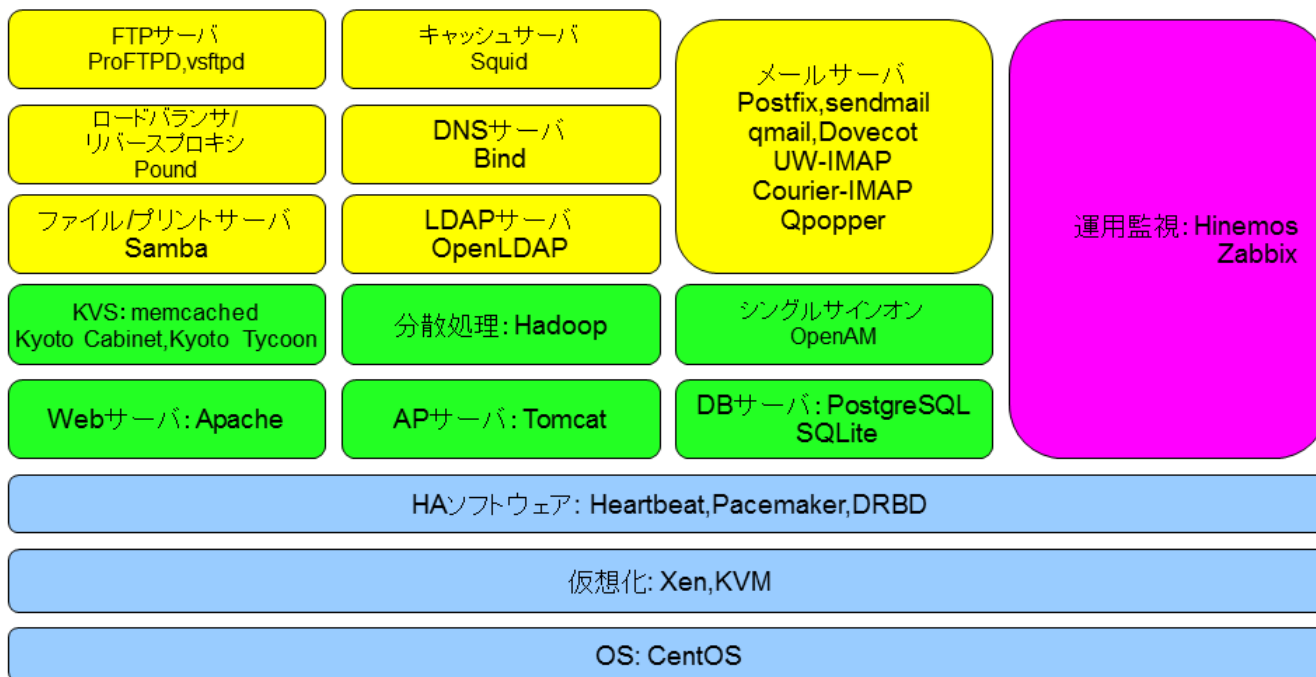 FTPサーバ
ProFTPD,vsftpd
キャッシュサーバ
Squid
メールサーバ
Postfix,sendmail
qmail,Dovecot
UW-IMAP
Courier-IMAP
Qpopper
運用監視：Hinemos
Zabbix
ロードバランサ/
リバースプロキシ
Pound
DNSサーバ
Bind
ファイル/プリントサーバ
Samba
LDAPサーバ
OpenLDAP
KVS：memcached
Kyoto Cabinet,Kyoto Tycoon
分散処理：Hadoop
シングルサインオン
OpenAM
Webサーバ：Apache
APサーバ：Tomcat
DBサーバ：PostgreSQL
SQLite
HAソフトウェア: Heartbeat,Pacemaker,DRBD
仮想化: Xen,KVM
OS: CentOS